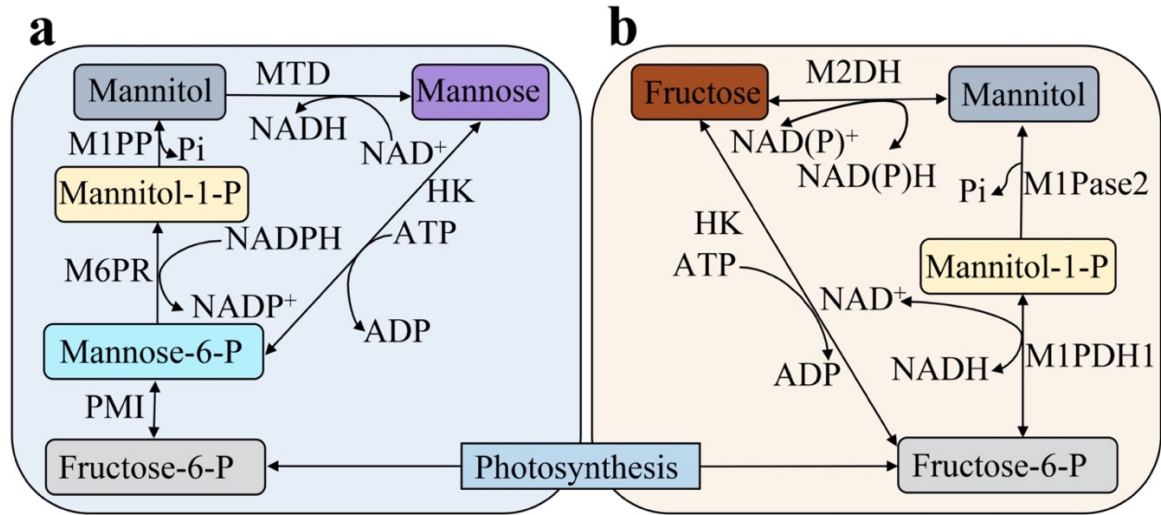 a
Mannitol
MTD
Mannose
NADH
NAD+
M1PP
Pi
Mannitol-1-P
HK
NADPH
ATP
M6PR
NADP+
ADP
Mannose-6-P
PMI
Fructose-6-P
Photosynthesis
b
Fructose
M2DH
Mannitol
NAD(P)+
NAD(P)H
Pi
M1Pase2
HK
ATP
Mannitol-1-P
NAD+
ADP
NADH
M1PDH1
Fructose-6-P